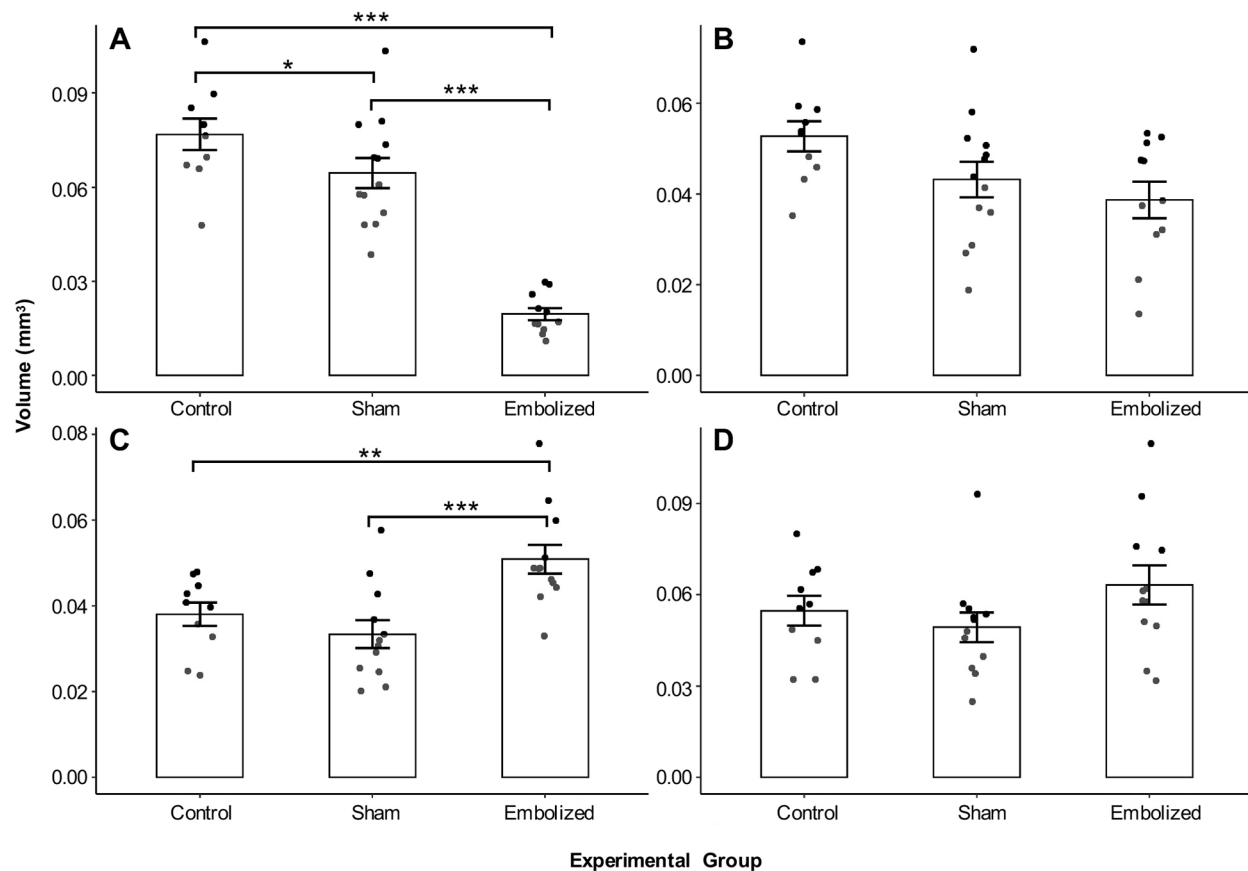 A
B
***
*
***
0.09
0.06
0.03
0.00
0.06
0.04
0.02
0.00
Control Sham Embolized
Control Sham Embolized
Volume (mm³)
C
D
**
***
0.08
0.06
0.04
0.02
0.00
0.09
0.06
0.03
0.00
Control Sham Embolized
Control Sham Embolized
Experimental Group